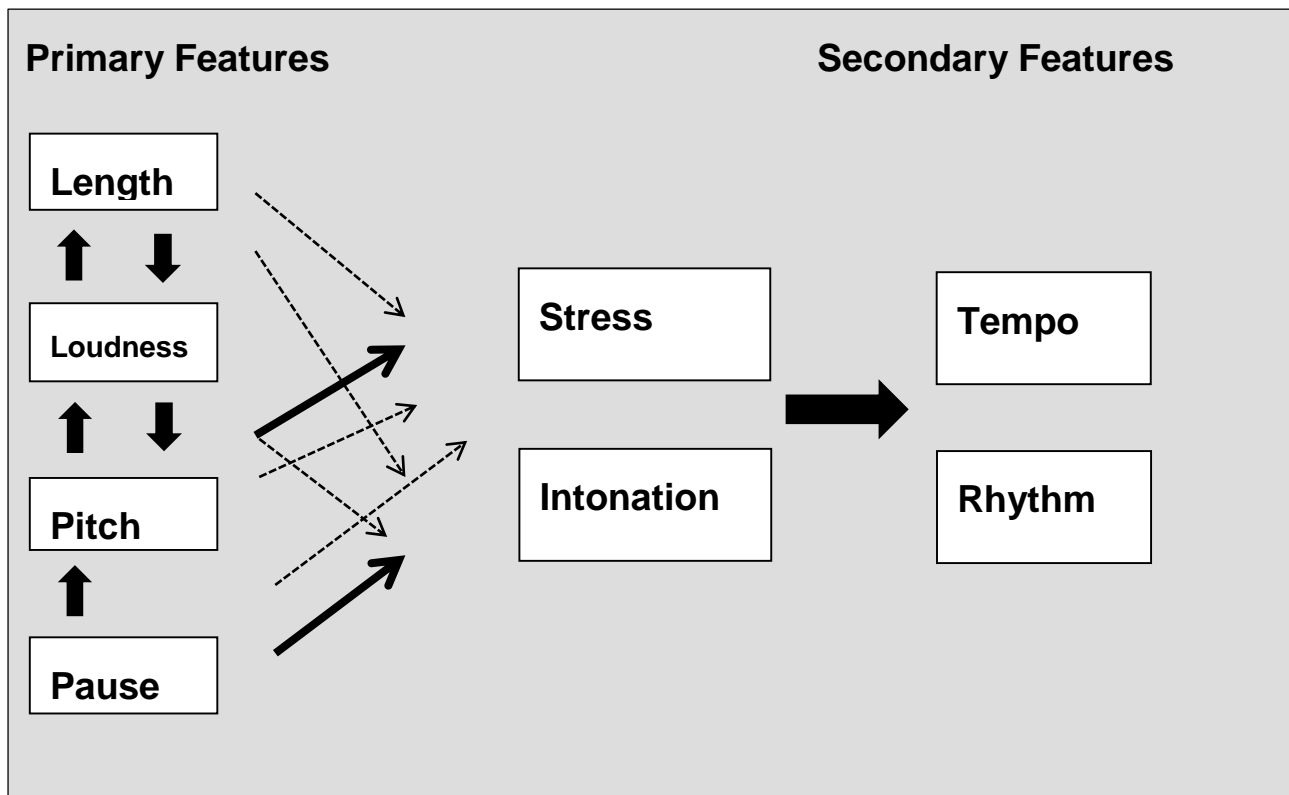 Primary Features
Secondary Features
Length
Loudness
Pitch
Pause
Stress
Intonation
Tempo
Rhythm